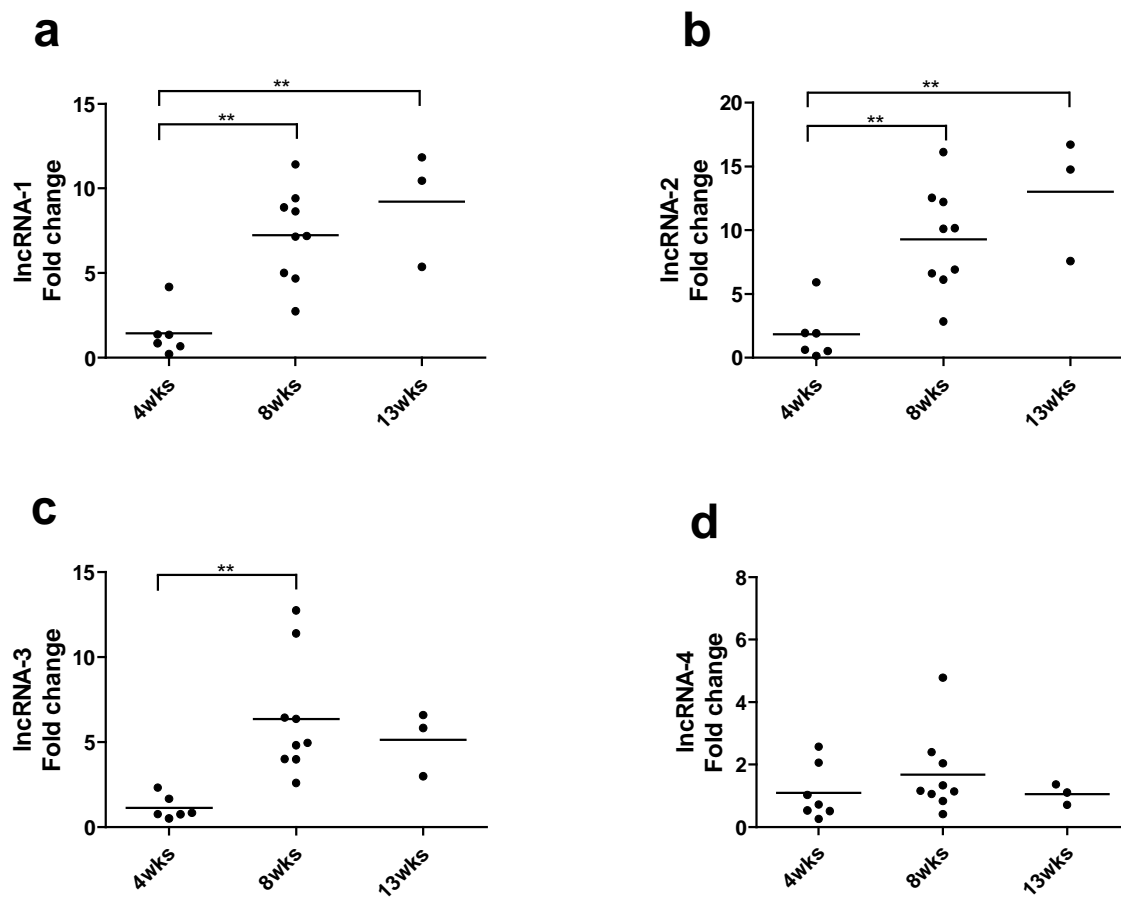 a
**
**
15
10
5
0
lncRNA-1
Fold change
4wks
8wks
13wks
b
**
**
20
15
10
5
0
lncRNA-2
Fold change
4wks
8wks
13wks
c
**
15
10
5
0
lncRNA-3
Fold change
4wks
8wks
13wks
d
8
6
4
2
0
lncRNA-4
Fold change
4wks
8wks
13wks